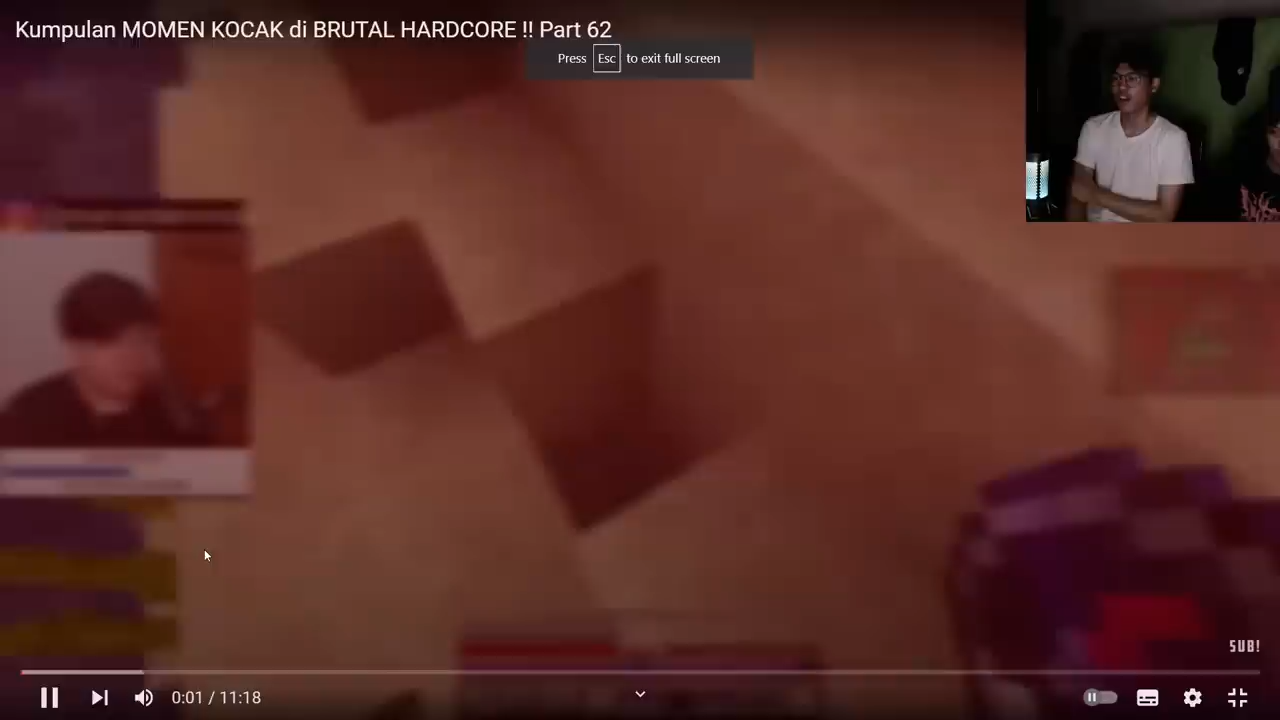 Kumpulan MOMEN KOCAK di BRUTAL HARDCORE !! Part 62
Press Esc to exit full screen
SUB!
0:01 / 11:18